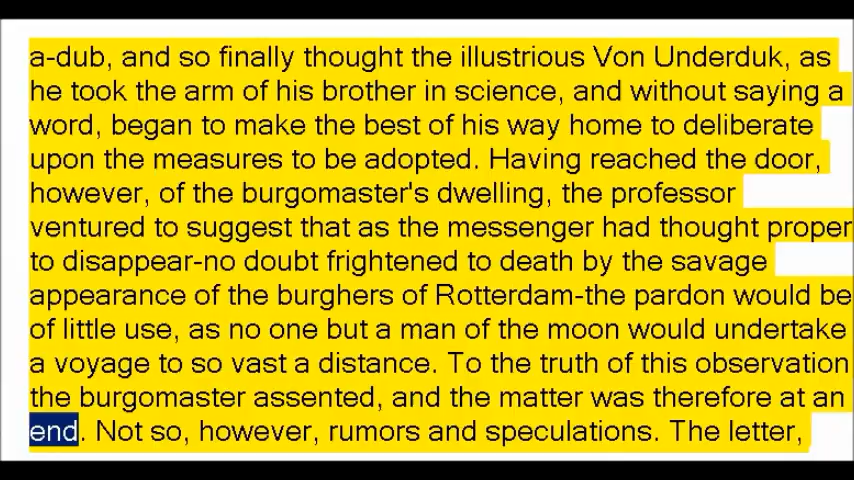 a-dub, and so finally thought the illustrious Von Underduk, as
he took the arm of his brother in science, and without saying a
word, began to make the best of his way home to deliberate
upon the measures to be adopted. Having reached the door,
however, of the burgomaster's dwelling, the professor
ventured to suggest that as the messenger had thought proper
to disappear-no doubt frightened to death by the savage
appearance of the burghers of Rotterdam-the pardon would be
of little use, as no one but a man of the moon would undertake
a voyage to so vast a distance. To the truth of this observation
the burgomaster assented, and the matter was therefore at an
end. Not so, however, rumors and speculations. The letter,